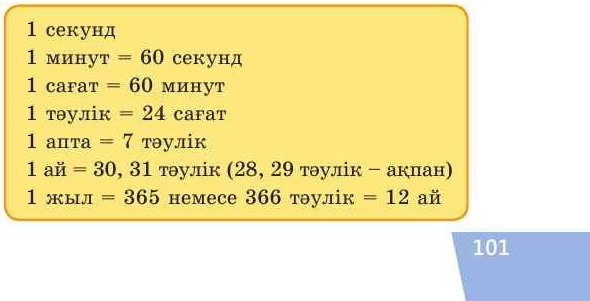 1 секунд
1 минут = 60 секунд
1 сағат = 60 минут
1 тәулік = 24 сағат
1 апта = 7 тәулік
1 ай = 30, 31 тәулік (28, 29 тәулік – ақпан)
1 жыл = 365 немесе 366 тәулік = 12 ай
101